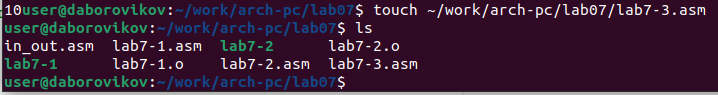 10user@daborovikov:~/work/arch-pc/lab07$ touch ~/work/arch-pc/lab07/lab7-3.asm
user@daborovikov:~/work/arch-pc/lab07$ ls
in_out.asm  lab7-1.asm  lab7-2      lab7-2.o
lab7-1      lab7-1.o    lab7-2.asm  lab7-3.asm
user@daborovikov:~/work/arch-pc/lab07$